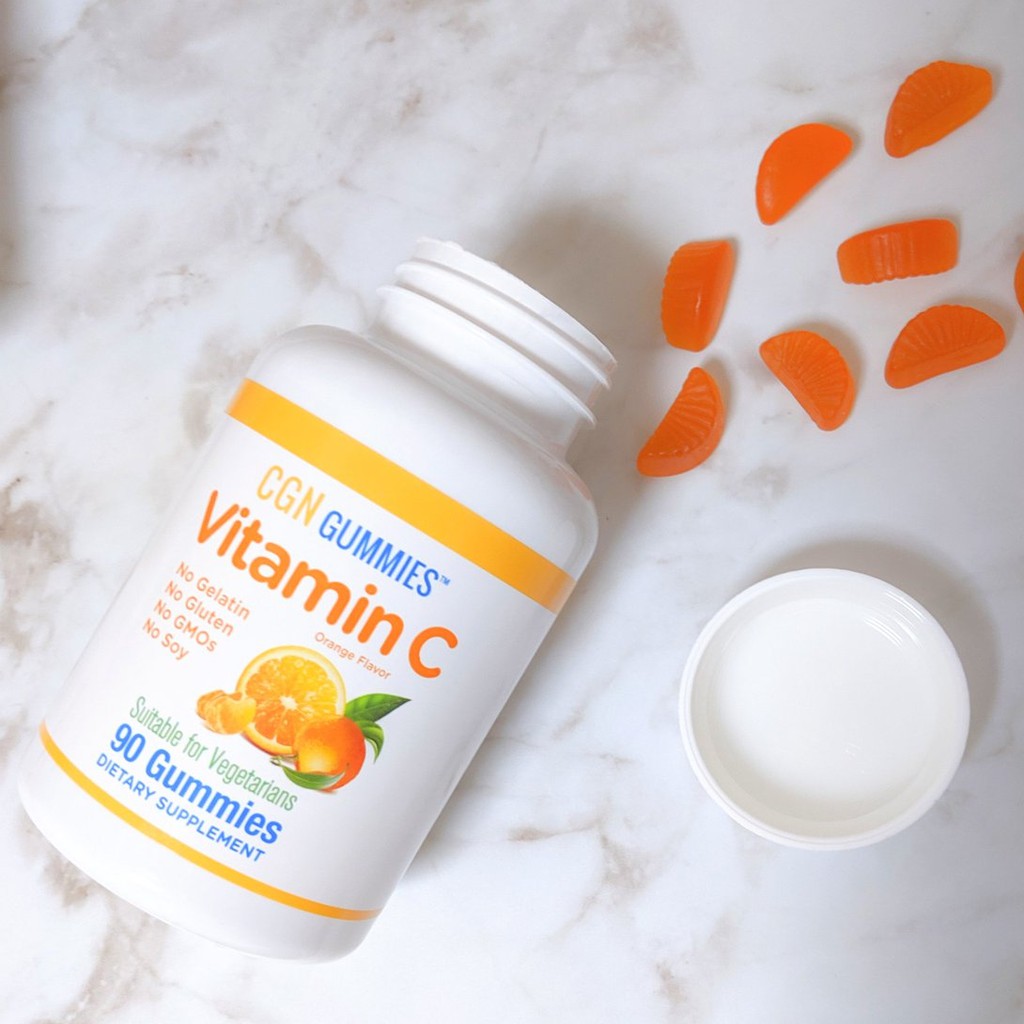 CGN GUMMIES™
Vitamin C
Orange Flavor
No Gelatin
No Gluten
No GMOs
No Soy
Suitable for Vegetarians
90 Gummies
DIETARY SUPPLEMENT